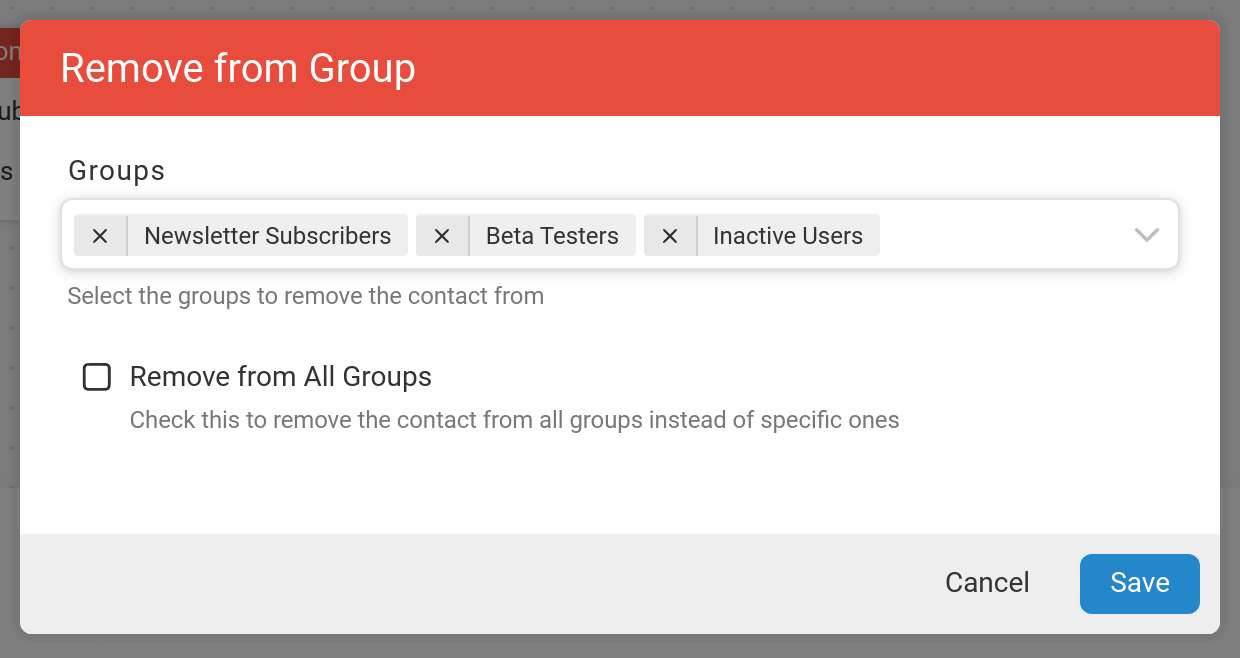 Remove from Group
Groups
Newsletter Subscribers
Beta Testers
Inactive Users
Select the groups to remove the contact from
Remove from All Groups
Check this to remove the contact from all groups instead of specific ones
Cancel
Save